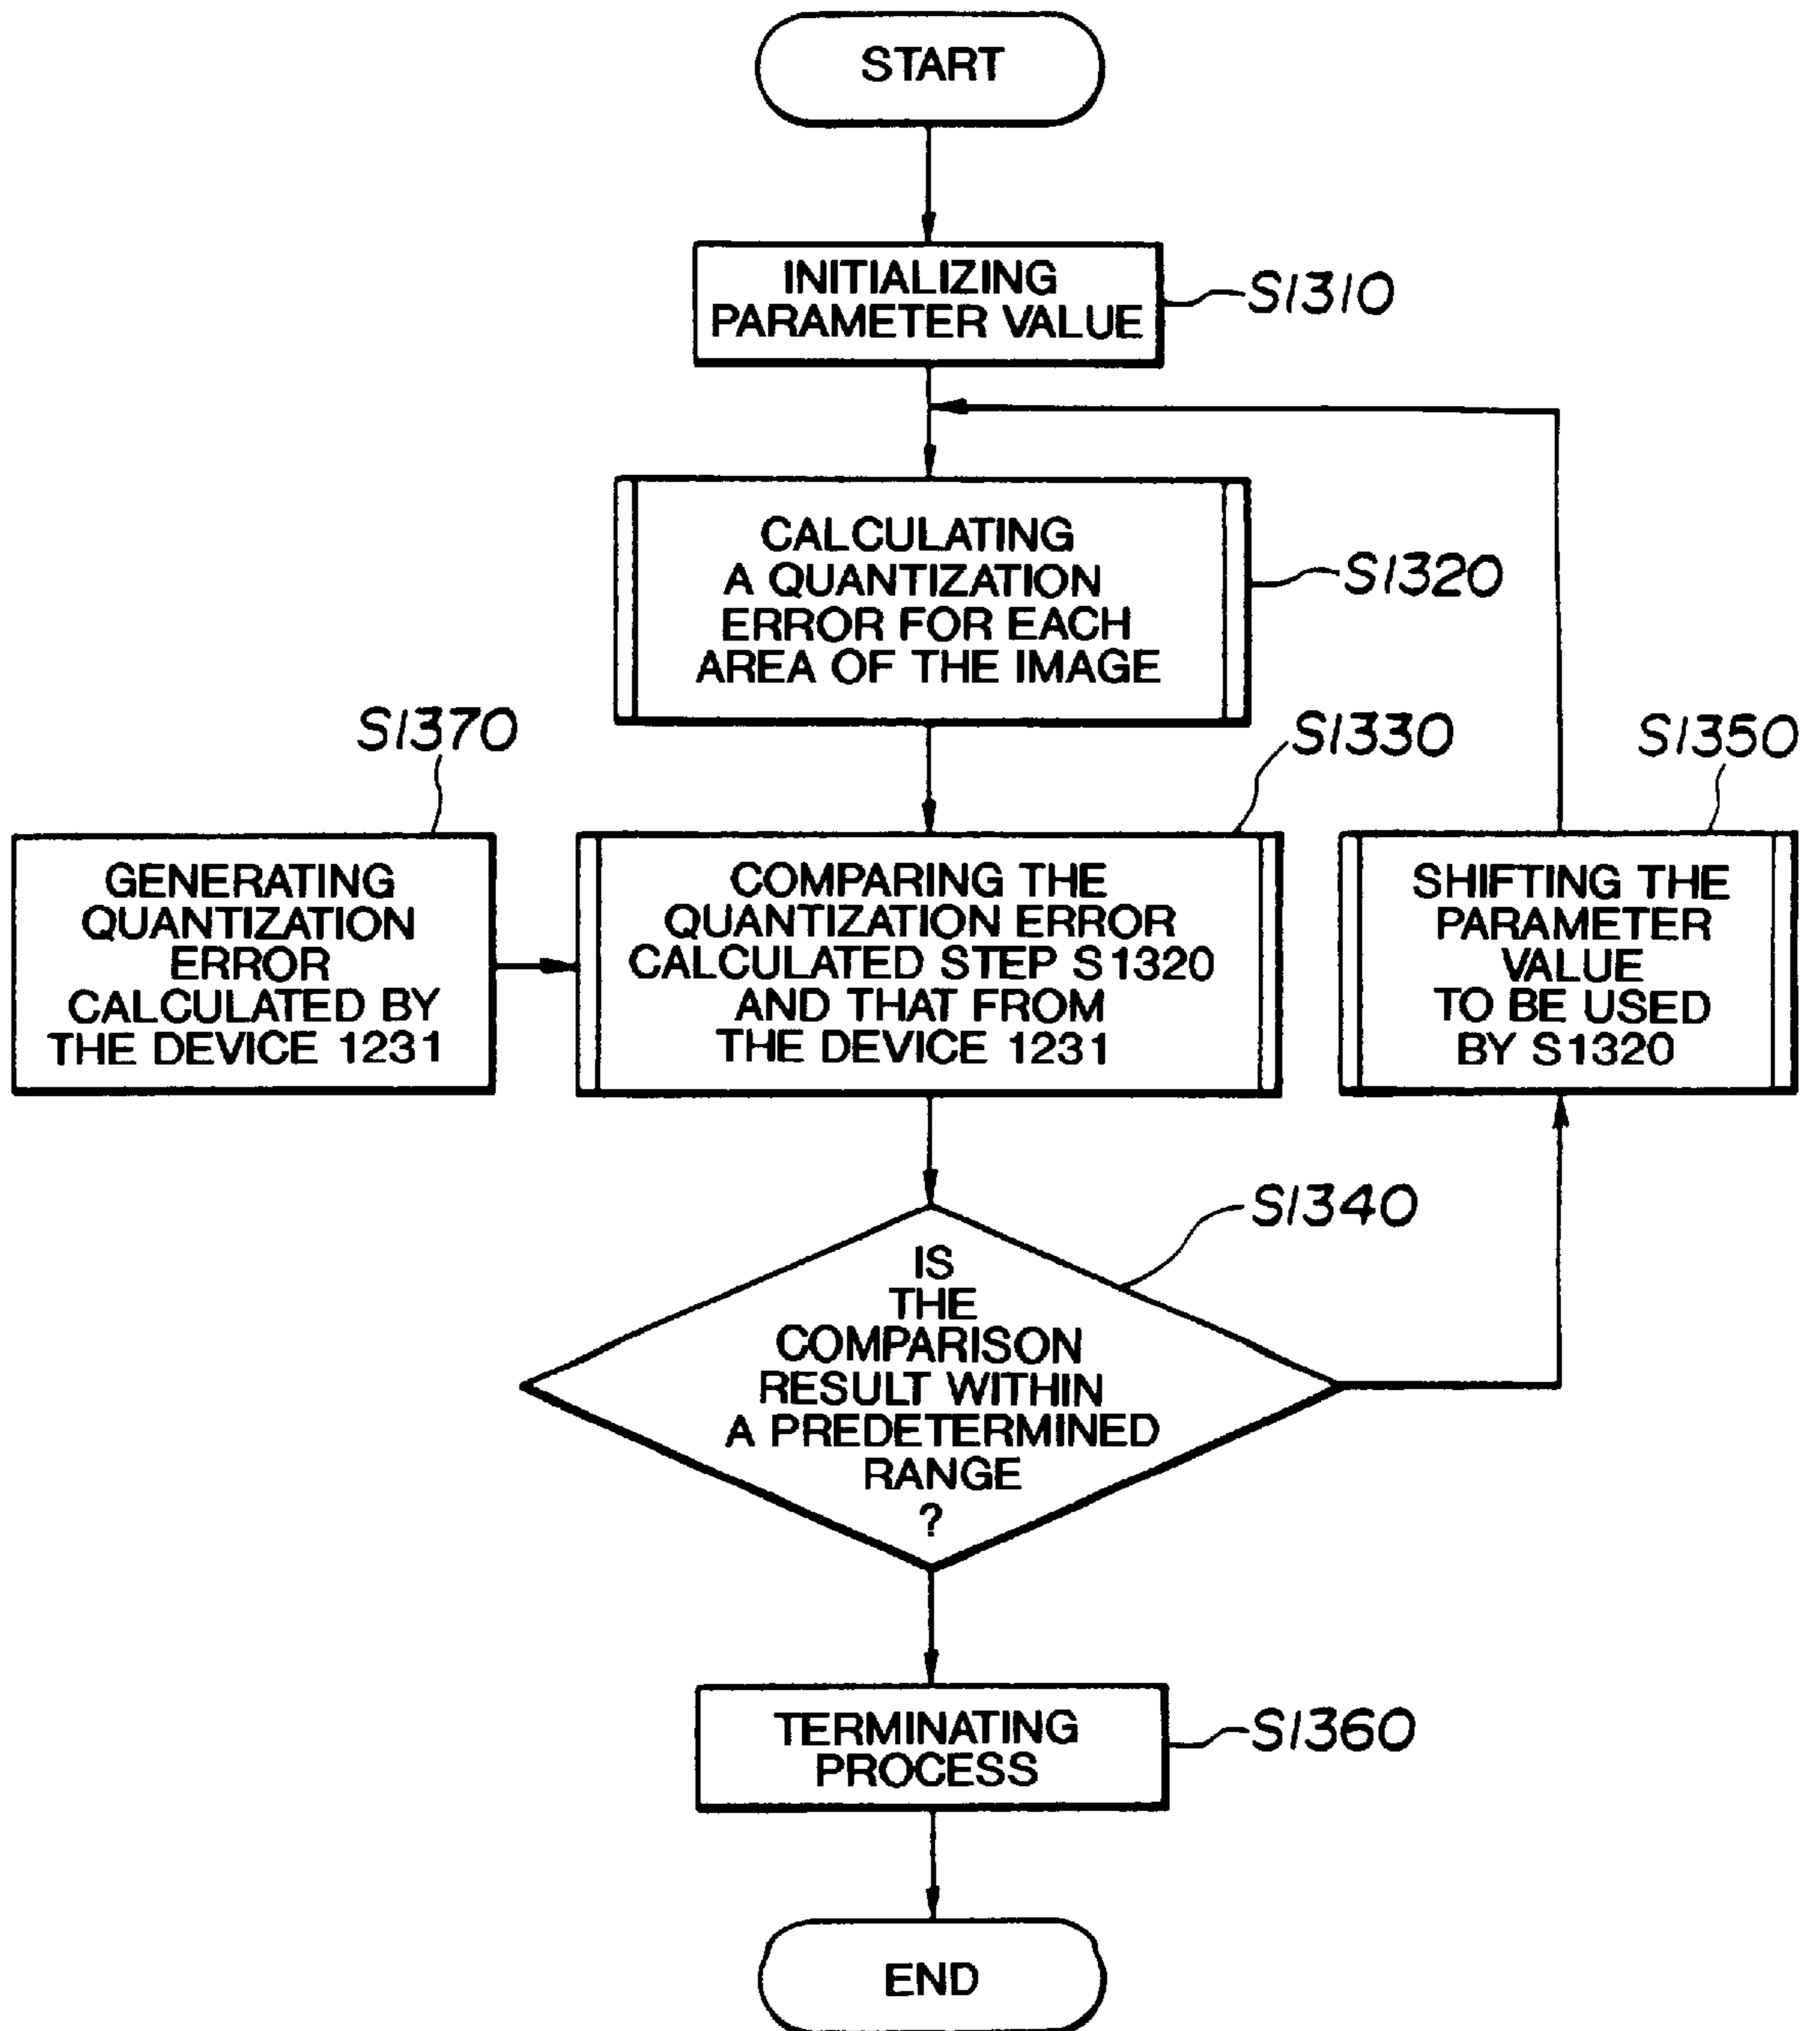 START
INITIALIZING
PARAMETER VALUE
S1310
CALCULATING
A QUANTIZATION
ERROR FOR EACH
AREA OF THE IMAGE
S1320
S1370
GENERATING
QUANTIZATION
ERROR
CALCULATED BY
THE DEVICE 1231
S1330
COMPARING THE
QUANTIZATION ERROR
CALCULATED STEP S1320
AND THAT FROM
THE DEVICE 1231
S1350
SHIFTING THE
PARAMETER
VALUE
TO BE USED
BY S1320
S1340
IS
THE
COMPARISON
RESULT WITHIN
A PREDETERMINED
RANGE
?
TERMINATING
PROCESS
S1360
END